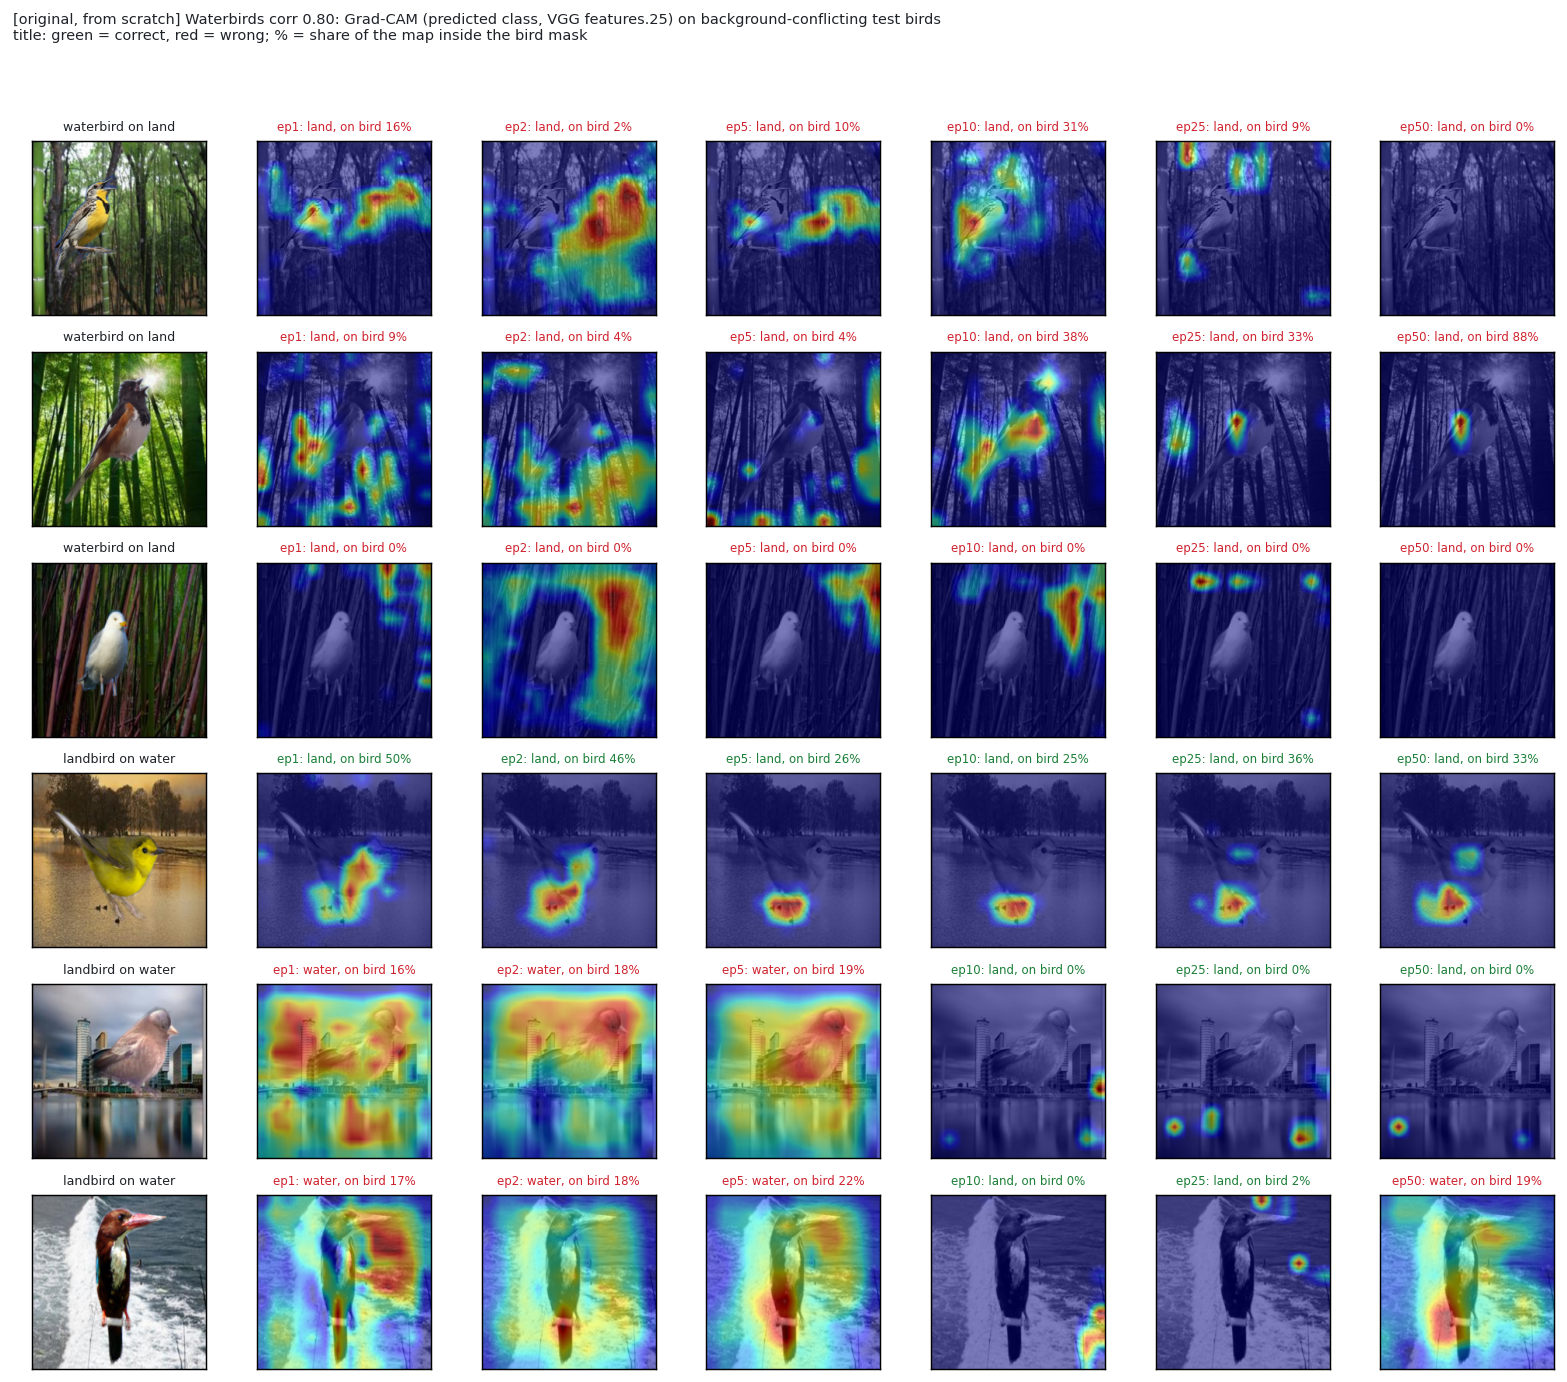 [original, from scratch] Waterbirds corr 0.80: Grad-CAM (predicted class, VGG features.25) on background-conflicting test birds
title: green = correct, red = wrong; % = share of the map inside the bird mask
waterbird on land
ep1: land, on bird 16%
ep2: land, on bird 2%
ep5: land, on bird 10%
ep10: land, on bird 31%
ep25: land, on bird 9%
ep50: land, on bird 0%
waterbird on land
ep1: land, on bird 9%
ep2: land, on bird 4%
ep5: land, on bird 4%
ep10: land, on bird 38%
ep25: land, on bird 33%
ep50: land, on bird 88%
waterbird on land
ep1: land, on bird 0%
ep2: land, on bird 0%
ep5: land, on bird 0%
ep10: land, on bird 0%
ep25: land, on bird 0%
ep50: land, on bird 0%
landbird on water
ep1: land, on bird 50%
ep2: land, on bird 46%
ep5: land, on bird 26%
ep10: land, on bird 25%
ep25: land, on bird 36%
ep50: land, on bird 33%
landbird on water
ep1: water, on bird 16%
ep2: water, on bird 18%
ep5: water, on bird 19%
ep10: land, on bird 0%
ep25: land, on bird 0%
ep50: land, on bird 0%
landbird on water
ep1: water, on bird 17%
ep2: water, on bird 18%
ep5: water, on bird 22%
ep10: land, on bird 0%
ep25: land, on bird 2%
ep50: water, on bird 19%